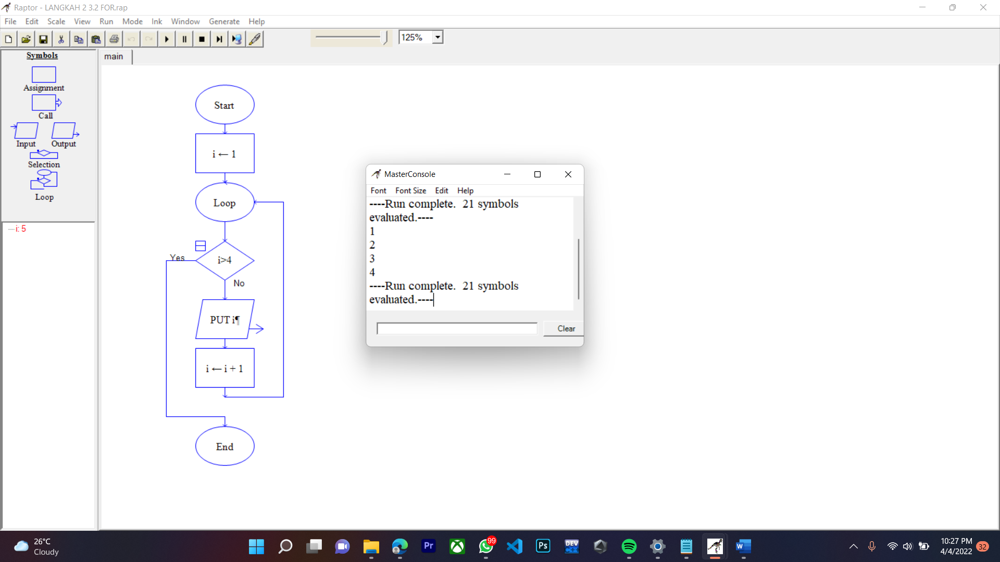 Raptor - LANGKAH 2 3.2 FOR.rap
File Edit Scale View Run Mode Ink Window Generate Help
125%
Symbols
Assignment
Call
Input Output
Selection
Loop
i: 5
main
Start
i ← 1
Loop
i>4
Yes
No
PUT i¶
i ← i + 1
End
MasterConsole
Font Font Size Edit Help
----Run complete.  21 symbols
evaluated.----
1
2
3
4
----Run complete.  21 symbols
evaluated.----
Clear
26°C
Cloudy
Pr
99
Ps
DEV
C++
W
10:27 PM
4/4/2022
32